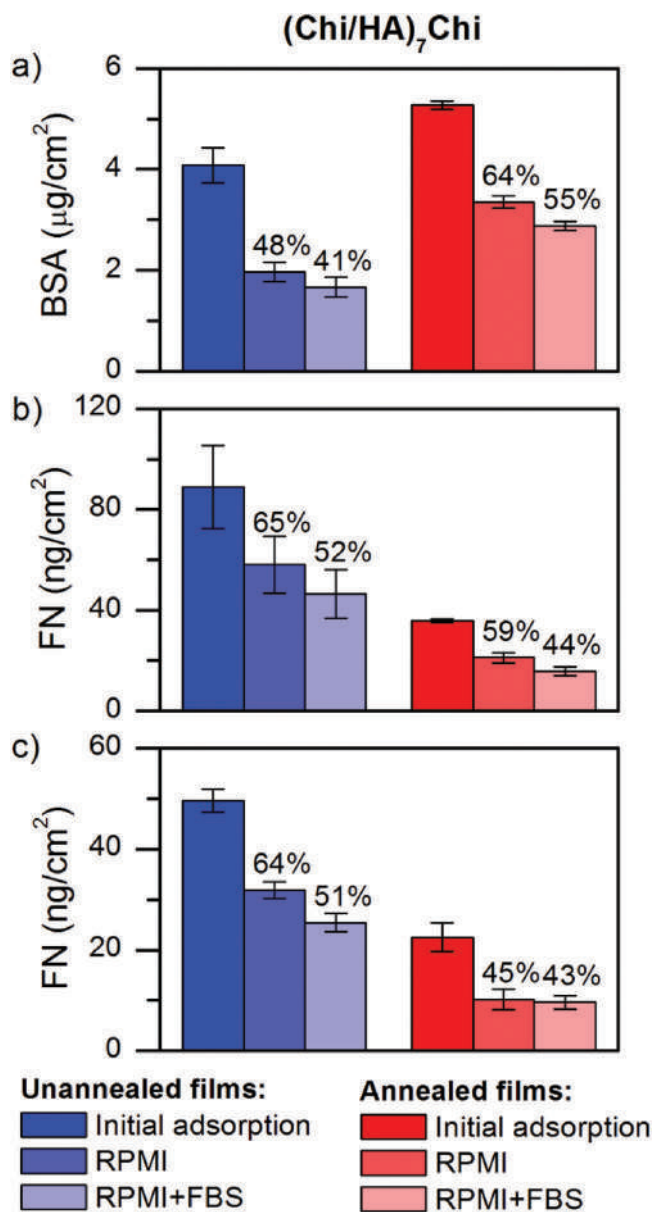 (Chi/HA)₇Chi
a)
BSA (μg/cm²)
6
4
2
0
48%
41%
64%
55%
b)
FN (ng/cm²)
120
80
40
0
65%
52%
59%
44%
c)
FN (ng/cm²)
60
40
20
0
64%
51%
45%
43%
Unannealed films:
Initial adsorption
RPMI
RPMI+FBS
Annealed films:
Initial adsorption
RPMI
RPMI+FBS